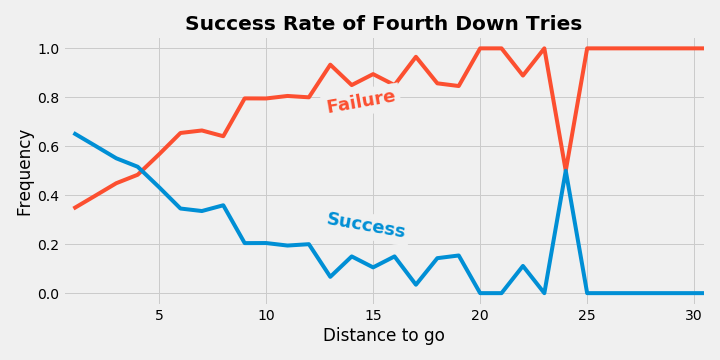 Success Rate of Fourth Down Tries
1.0
0.8
0.6
0.4
0.2
0.0
Frequency
Failure
Success
5 10 15 20 25 30
Distance to go